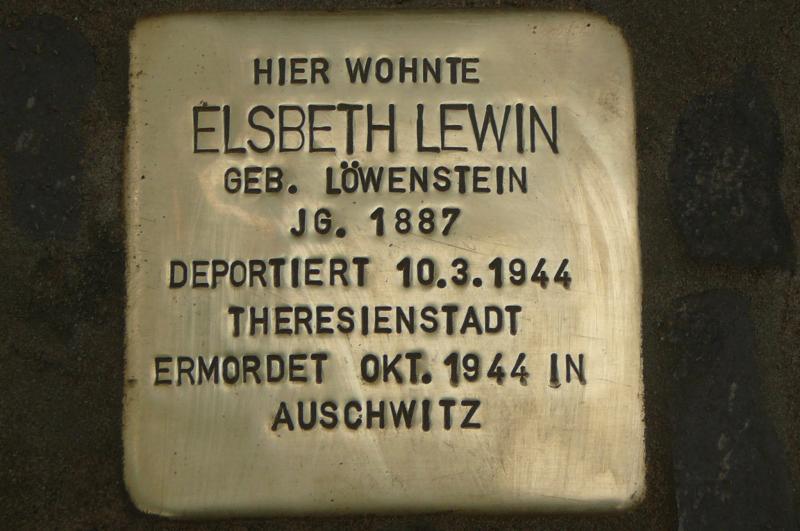 HIER WOHNTE
ELSBETH LEWIN
GEB. LÖWENSTEIN
JG. 1887
DEPORTIERT 10.3.1944
THERESIENSTADT
ERMORDET OKT. 1944 IN
AUSCHWITZ